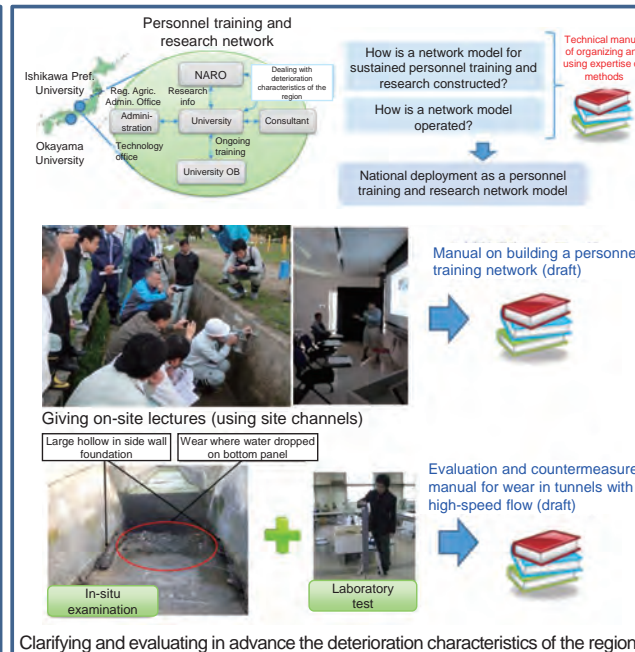 Personnel training and
research network
Ishikawa Pref.
University
Okayama
University
NARO
Dealing with
deterioration
characteristics of the
region
Reg. Agric.
Admin. Office
Research
info
Admini-
stration
University
Consultant
Technology
office
Ongoing
training
University OB
How is a network model for
sustained personnel training and
research constructed?
How is a network model
operated?
National deployment as a personnel
training and research network model
Technical manu
of organizing an
using expertise o
methods
Manual on building a personne
training network (draft)
Giving on-site lectures (using site channels)
Large hollow in side wall
foundation
Wear where water dropped
on bottom panel
In-situ
examination
Laboratory
test
Evaluation and countermeasure
manual for wear in tunnels with
high-speed flow (draft)
Clarifying and evaluating in advance the deterioration characteristics of the region